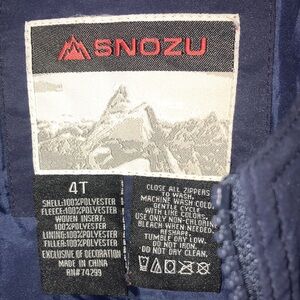 SNOZU
4T
SHELL:100%POLYESTER
FLEECE:100%POLYESTER
WOVEN INSERT:
100%POLYESTER
LINING:100%POLYESTER
FILLER:100%POLYESTER
EXCLUSIVE OF DECORATION
MADE IN CHINA
RN#74299
CLOSE ALL ZIPPERS
TO WASH.
MACHINE WASH COLD,
GENTLE CYCLE
WITH LIKE COLORS.
USE ONLY NON-CHLORINE
BLEACH WHEN NEEDED.
RESHAPE.
TUMBLE DRY LOW.
DO NOT IRON.
DO NOT DRY CLEAN.